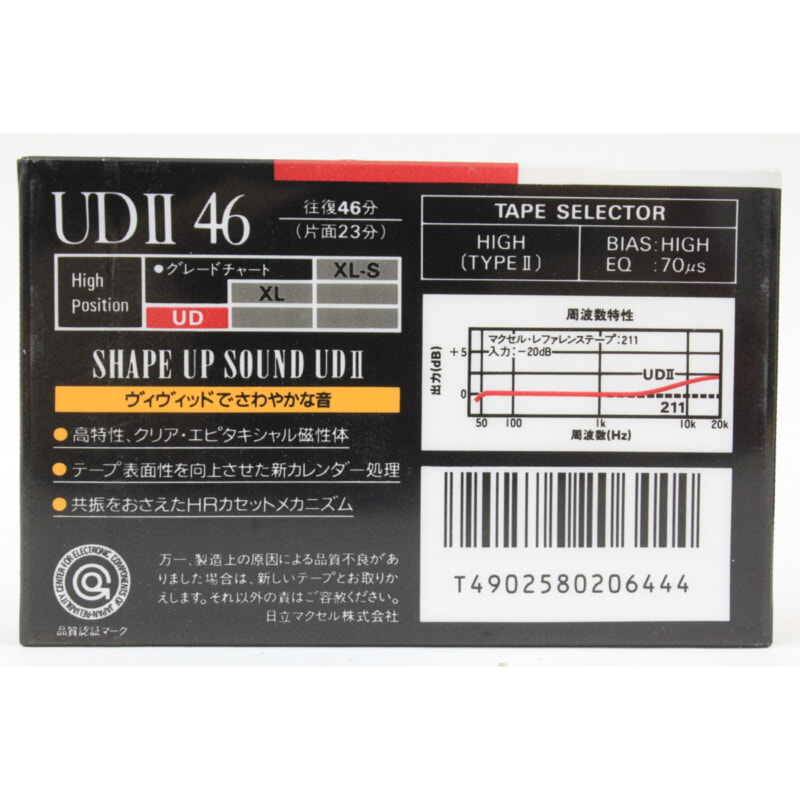 UDII 46
往復46分
(片面23分)
High
Position
●グレードチャート
XL-S
XL
UD
SHAPE UP SOUND UDII
ヴィヴィッドで・さわやかな音
●高特性、クリア・エピタキシャル磁性体
●テープ表面性を向上させた新カレンダー処理
●共振をおさえたHRカセットメカニズム
RELIABILITY CENTER FOR ELECTRONIC COMPONENTS OF JAPAN
品質認証マーク
万一、製造上の原因による品質不良があ
りました場合は、新しいテープとお取りか
えします。それ以外の責はご容赦ください。
日立マクセル株式会社
TAPE SELECTOR
HIGH
(TYPE II)
BIAS:HIGH
EQ :70μs
周波数特性
マクセル・レファレンステープ:211
入力:-20dB
出力(dB)
+5
0
UDII
211
50 100 1k 10k 20k
周波数(Hz)
T4902580206444